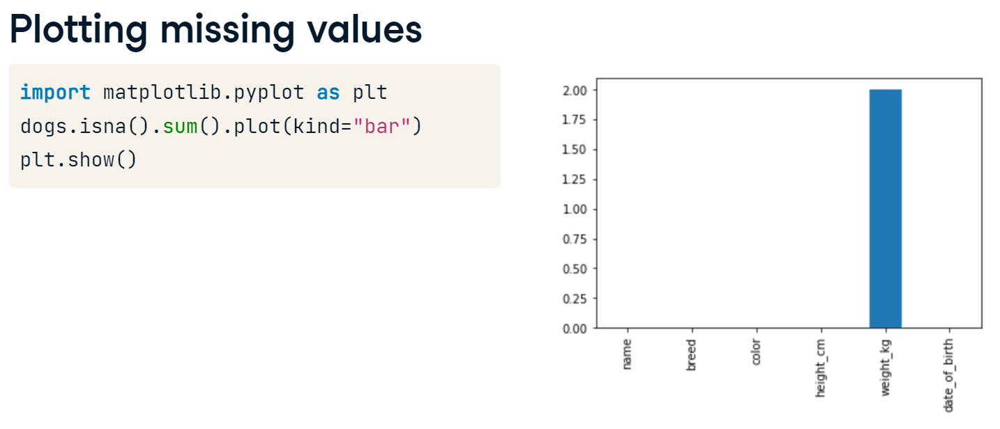 Plotting missing values
import matplotlib.pyplot as plt
dogs.isna().sum().plot(kind="bar")
plt.show()
2.00
1.75
1.50
1.25
1.00
0.75
0.50
0.25
0.00
name
breed
color
height_cm
weight_kg
date_of_birth